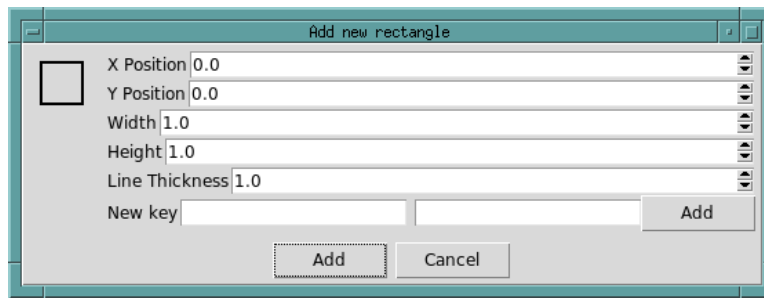 Add new rectangle
X Position 0.0
Y Position 0.0
Width 1.0
Height 1.0
Line Thickness 1.0
New key Add
Add Cancel